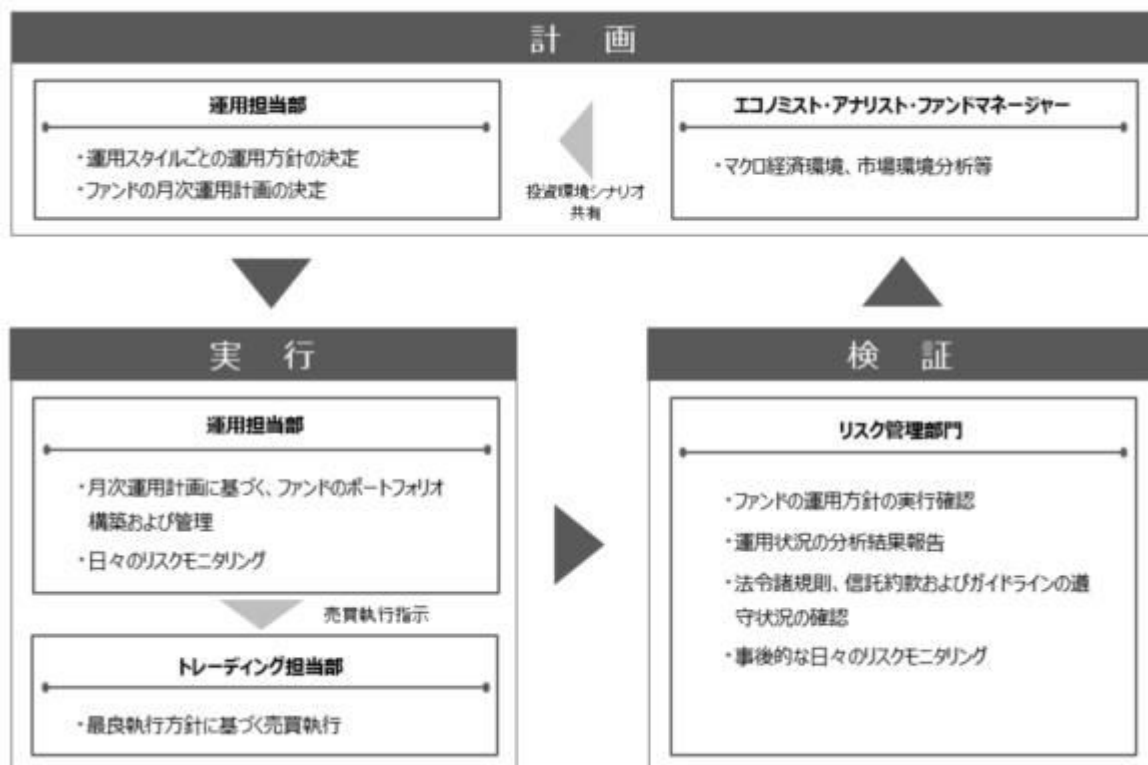 計 画
運用担当部
・運用スタイルごとの運用方針の決定
・ファンドの月次運用計画の決定
投資環境シナリオ
共有
エコノミスト・アナリスト・ファンドマネージャー
・マクロ経済環境、市場環境分析等
実 行
運用担当部
・月次運用計画に基づく、ファンドのポートフォリオ
構築および管理
・日々のリスクモニタリング
売買執行指示
トレーディング担当部
・最良執行方針に基づく売買執行
検 証
リスク管理部門
・ファンドの運用方針の実行確認
・運用状況の分析結果報告
・法令諸規則、信託約款およびガイドラインの遵
守状況の確認
・事後的な日々のリスクモニタリング